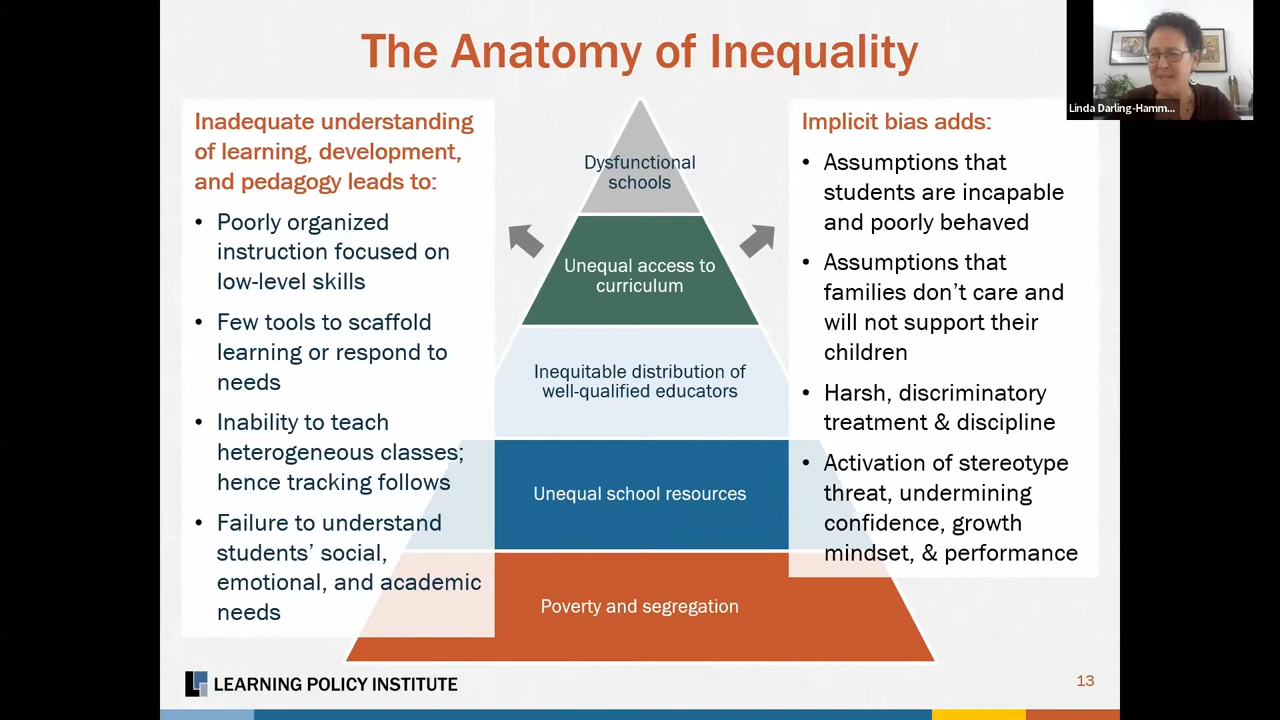 The Anatomy of Inequality
Linda Darling-Hamm...
Inadequate understanding
of learning, development,
and pedagogy leads to:
• Poorly organized
instruction focused on
low-level skills
• Few tools to scaffold
learning or respond to
needs
• Inability to teach
heterogeneous classes;
hence tracking follows
• Failure to understand
students' social,
emotional, and academic
needs
Dysfunctional
schools
Unequal access to
curriculum
Inequitable distribution of
well-qualified educators
Unequal school resources
Poverty and segregation
Implicit bias adds:
• Assumptions that
students are incapable
and poorly behaved
• Assumptions that
families don't care and
will not support their
children
• Harsh, discriminatory
treatment & discipline
• Activation of stereotype
threat, undermining
confidence, growth
mindset, & performance
LEARNING POLICY INSTITUTE
13